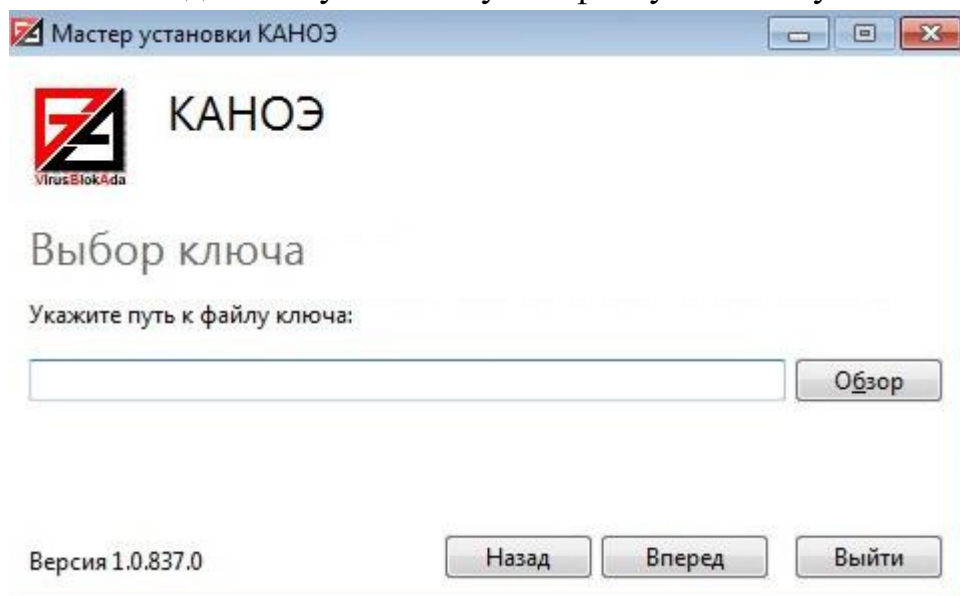 Мастер установки КАНОЭ
КАНОЭ
VirusBlokAda
Выбор ключа
Укажите путь к файлу ключа:
Обзор
Версия 1.0.837.0
Назад
Вперед
Выйти